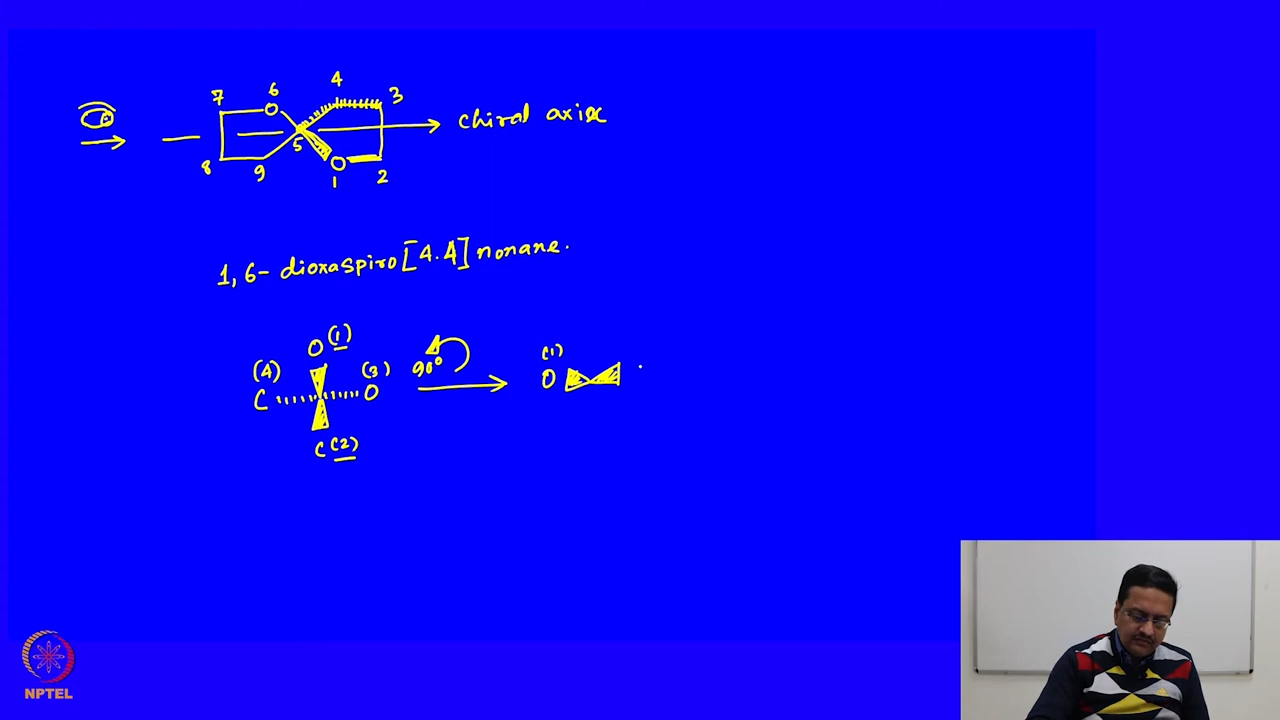 4
7 6 3
5
8 9 1 2
O
O
chiral axis
1,6- dioxaspiro [4.4] nonane.
O (1)
(4) (3)
C O
C (2)
90°
(1)
O
NPTEL